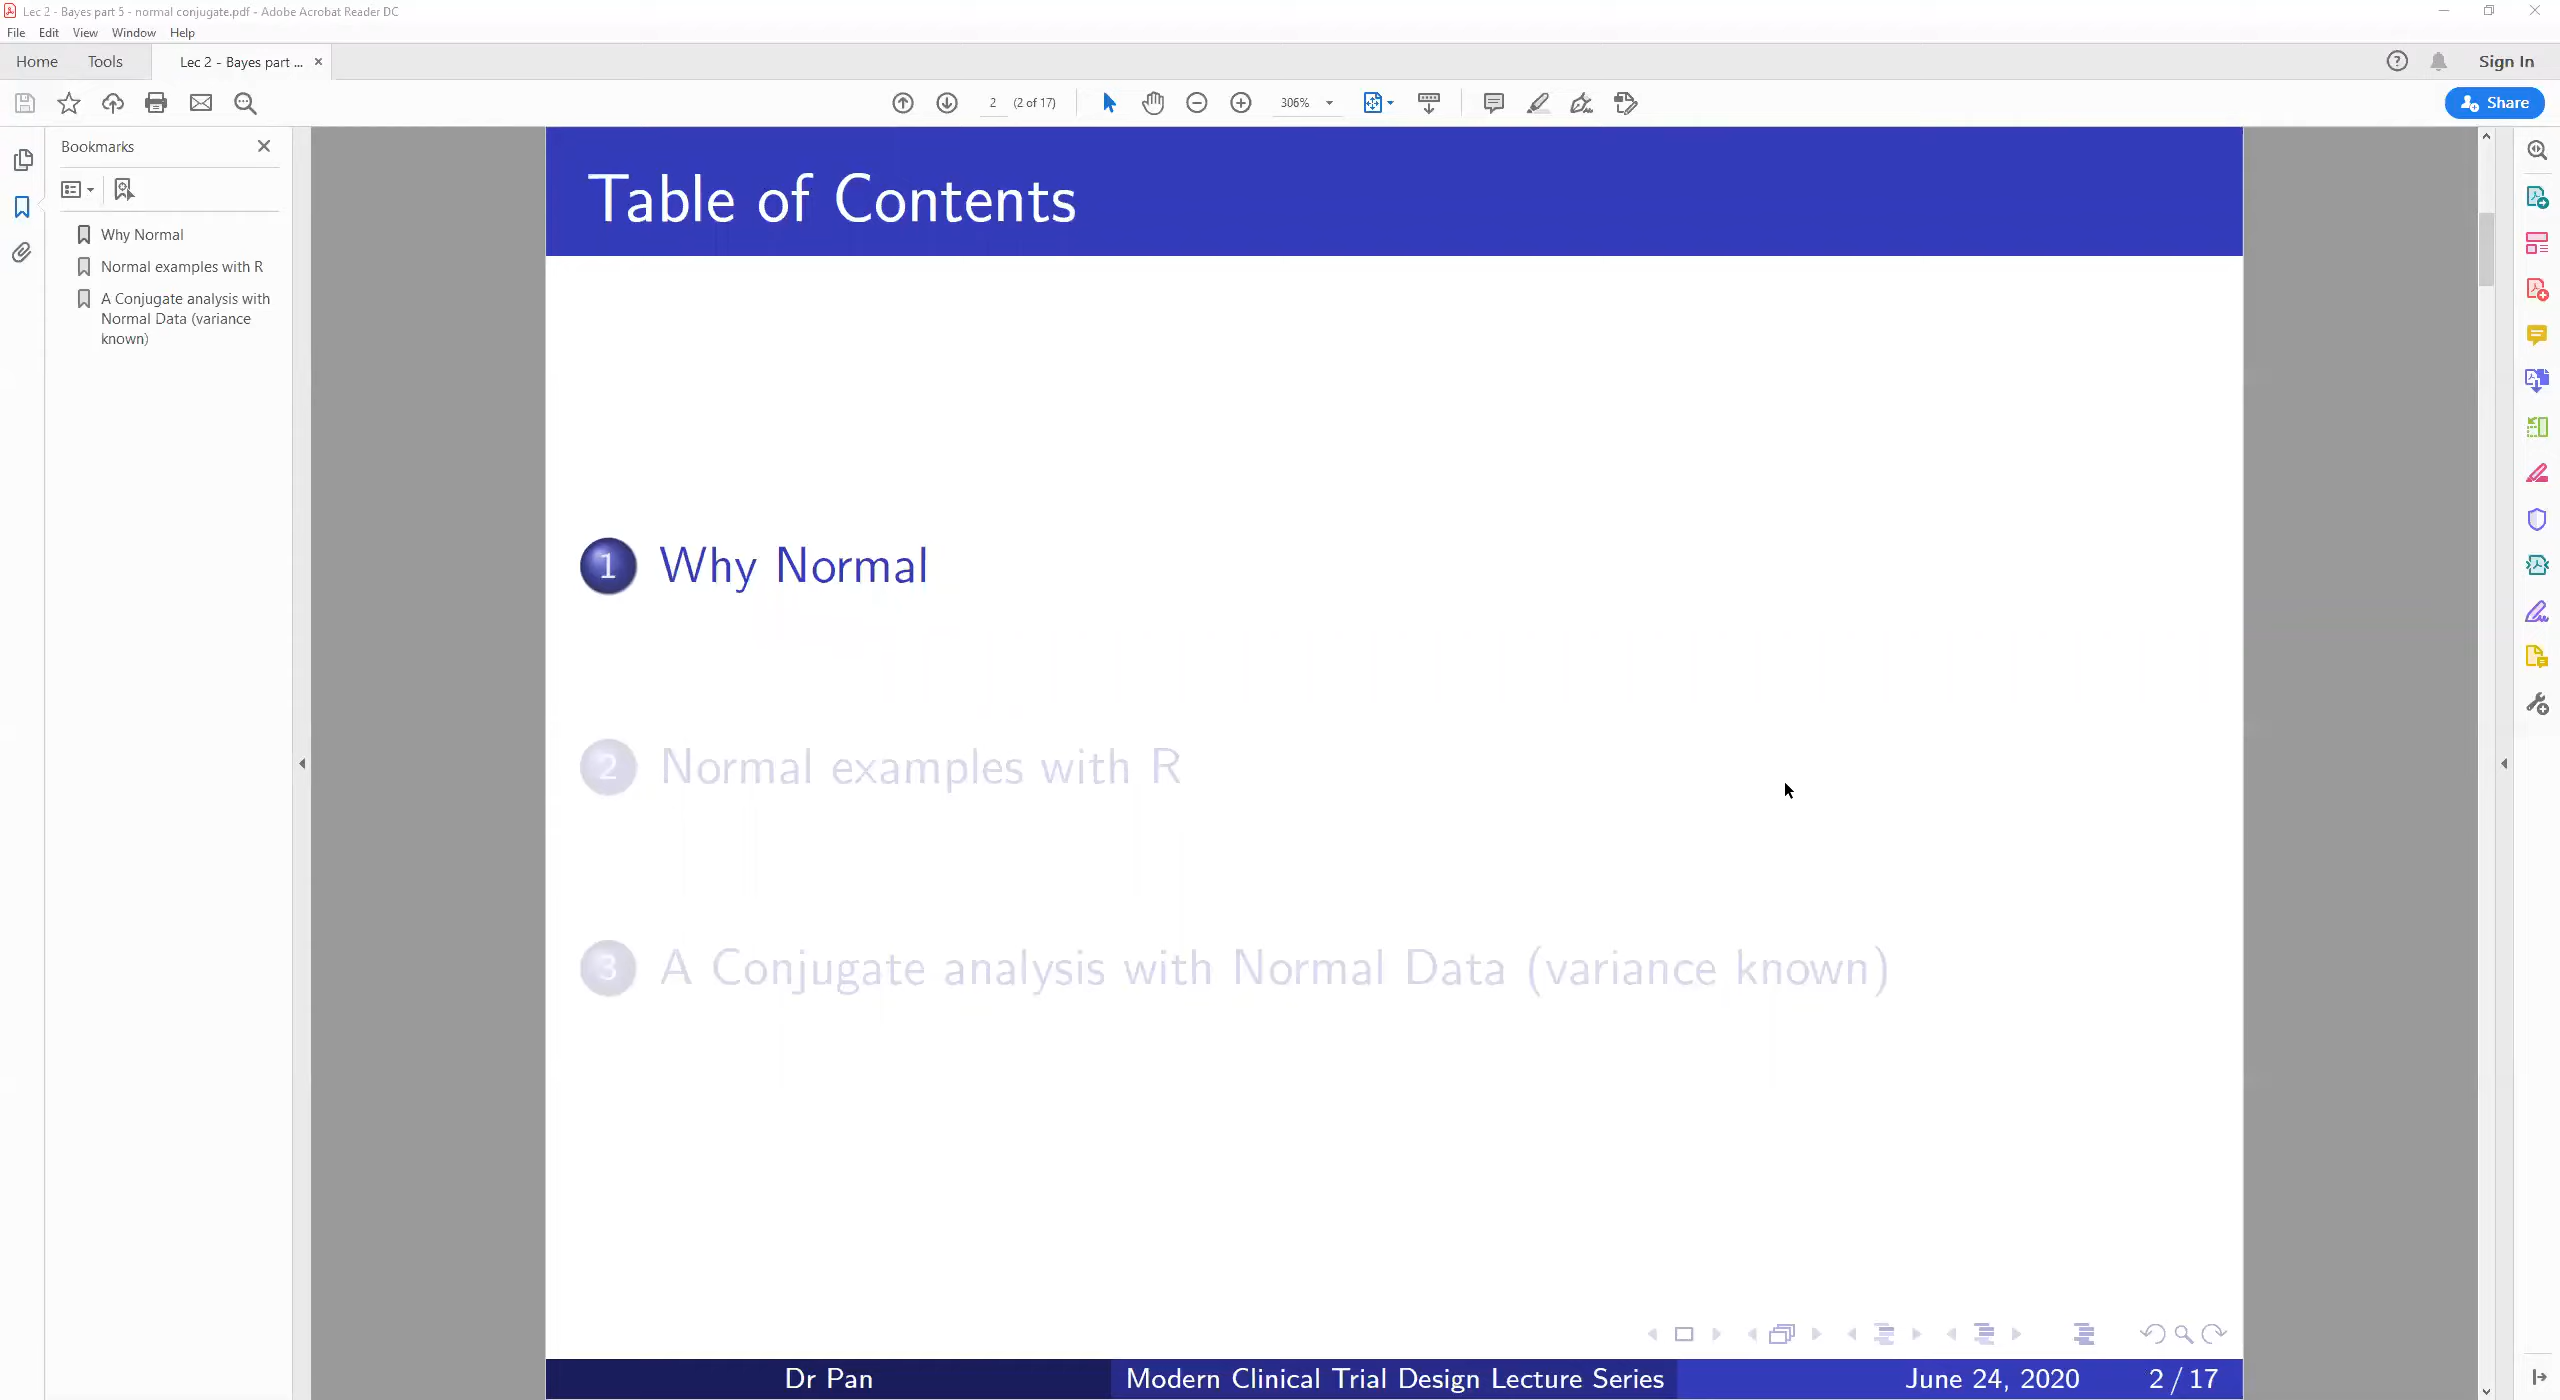 Lec 2 - Bayes part 5 - normal conjugate.pdf - Adobe Acrobat Reader DC
File Edit View Window Help
Home Tools Lec 2 - Bayes part ... Sign In
2 (2 of 17) 306% Share
Bookmarks
Why Normal
Normal examples with R
A Conjugate analysis with
Normal Data (variance
known)
Table of Contents
1 Why Normal
2 Normal examples with R
3 A Conjugate analysis with Normal Data (variance known)
Dr Pan Modern Clinical Trial Design Lecture Series June 24, 2020 2 / 17